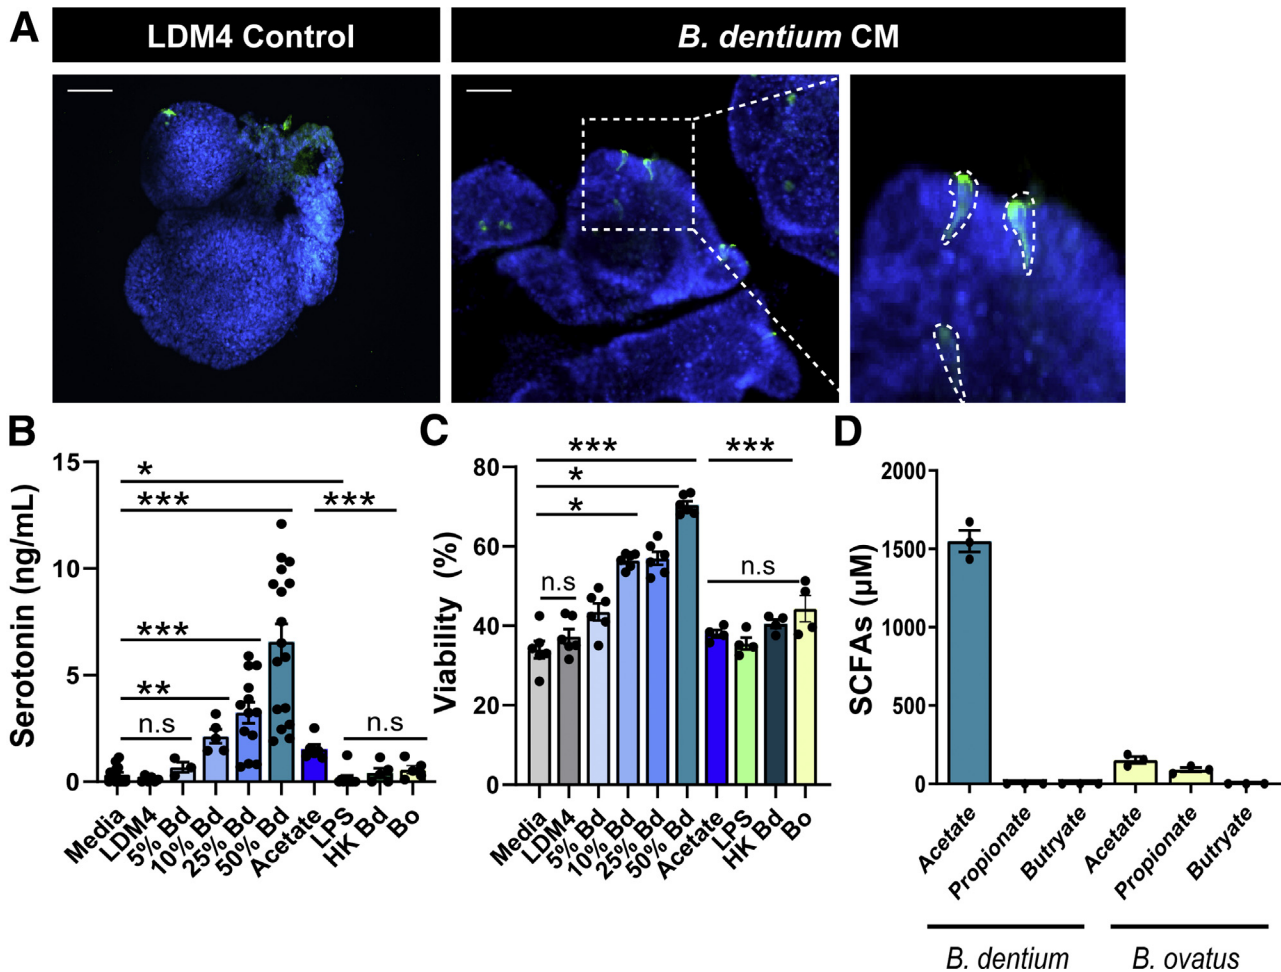 A
LDM4 Control
B. dentium CM
B
Serotonin (ng/mL)
15
10
5
0
*
***
***
***
**
n.s
n.s
Media
LDM4
5% Bd
10% Bd
25% Bd
50% Bd
Acetate
LPS
HK Bd
Bo
C
Viability (%)
80
60
40
20
0
***
***
*
*
n.s
n.s
Media
LDM4
5% Bd
10% Bd
25% Bd
50% Bd
Acetate
LPS
HK Bd
Bo
D
SCFAs (µM)
2000
1500
1000
500
0
Acetate
Propionate
Butyrate
Acetate
Propionate
Butryate
B. dentium
B. ovatus